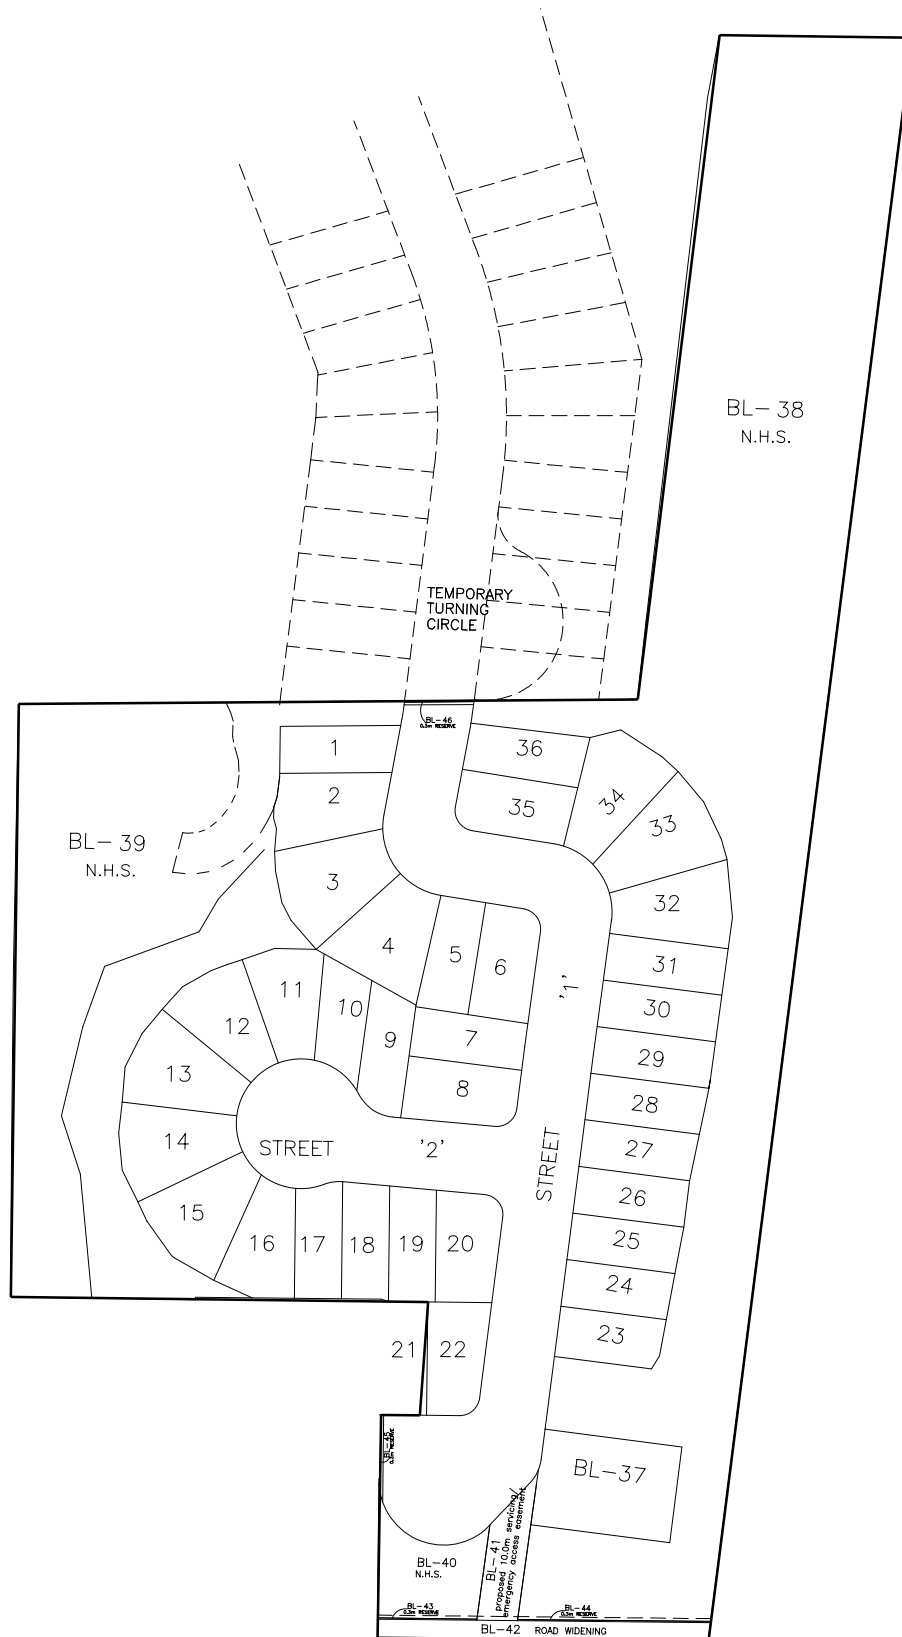 BL-38
N.H.S.
TEMPORARY
TURNING
CIRCLE
BL-46
0.3m RESERVE
1
36
2
35
34
33
BL-39
N.H.S.
3
32
4
5
6
31
11
10
'1'
30
12
9
7
29
13
8
28
14
STREET
'2'
STREET
27
15
26
16
17
18
19
20
25
24
21
22
23
BL-45
0.3m RESERVE
BL-37
BL-41
proposed 10.0m servicing/
emergency access easement
BL-40
N.H.S.
BL-43
0.3m RESERVE
BL-44
0.3m RESERVE
BL-42 ROAD WIDENING